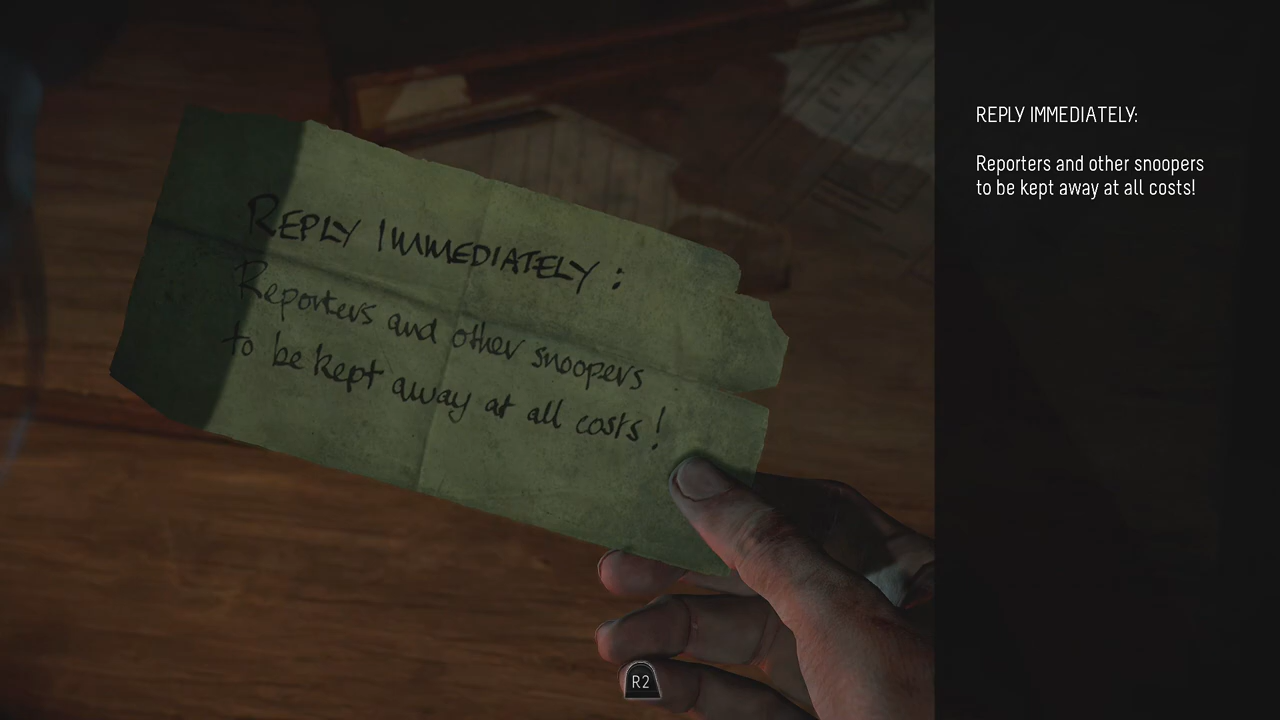 REPLY IMMEDIATELY :
Reporters and other snoopers
to be kept away at all costs!
REPLY IMMEDIATELY:
Reporters and other snoopers
to be kept away at all costs!
R2